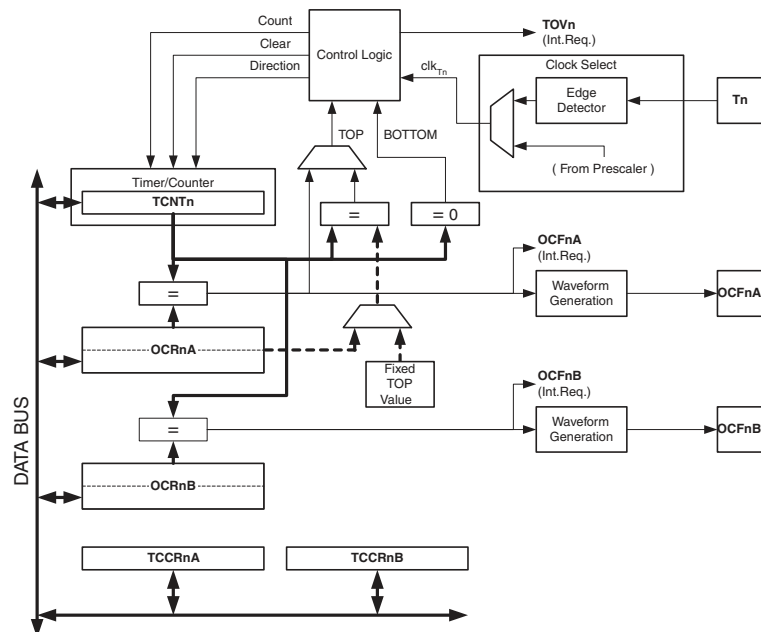 Count
Clear
Direction
Control Logic
TOVn
(Int.Req.)
clkTn
Clock Select
Edge
Detector
Tn
( From Prescaler )
TOP
BOTTOM
Timer/Counter
TCNTn
=
= 0
OCFnA
(Int.Req.)
=
Waveform
Generation
OCFnA
OCRnA
Fixed
TOP
Value
OCFnB
(Int.Req.)
=
Waveform
Generation
OCFnB
OCRnB
DATA BUS
TCCRnA
TCCRnB